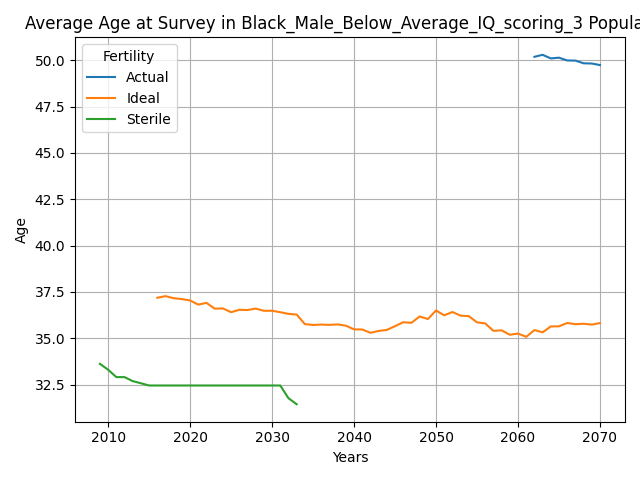 Average Age at Survey in Black_Male_Below_Average_IQ_scoring_3 Popula
Fertility
Actual
Ideal
Sterile
50.0
47.5
45.0
42.5
40.0
37.5
35.0
32.5
Age
2010 2020 2030 2040 2050 2060 2070
Years